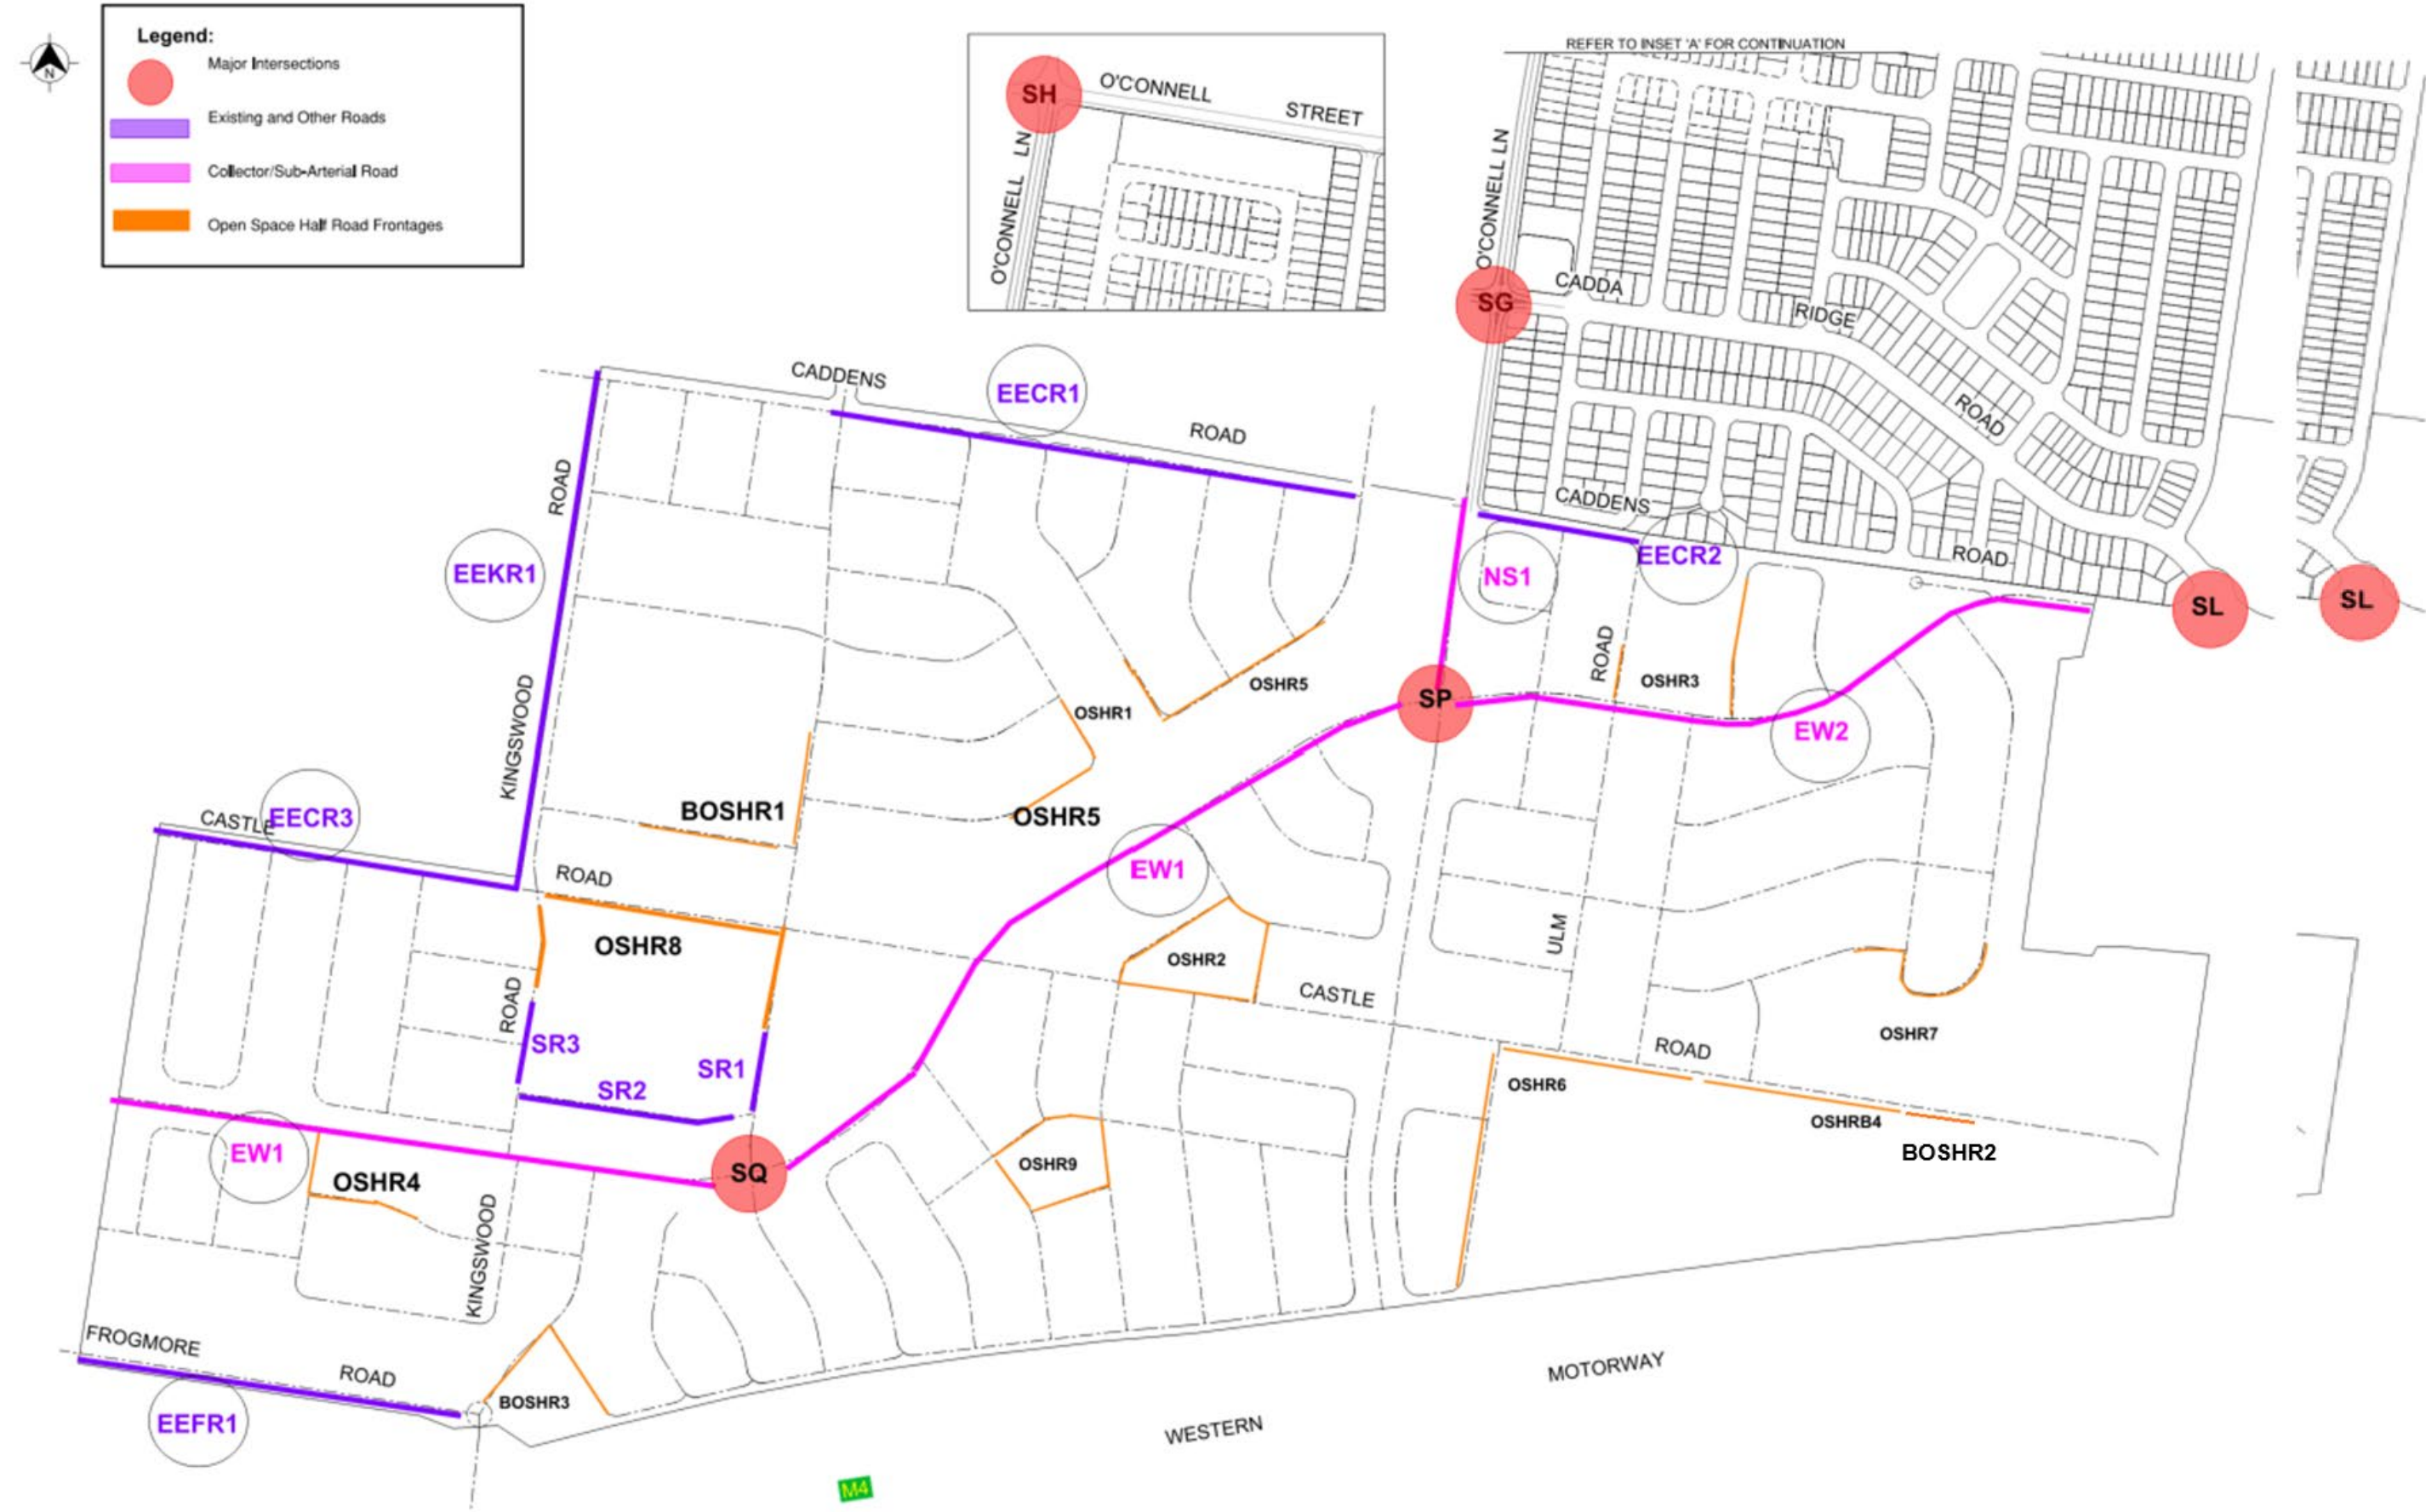 Legend:
N
Major Intersections
Existing and Other Roads
Collector/Sub-Arterial Road
Open Space Half Road Frontages
REFER TO INSET 'A' FOR CONTINUATION
SH
O'CONNELL STREET
O'CONNELL LN
O'CONNELL LN
SG
CADDA RIDGE ROAD
CADDENS ROAD
EECR1
CADDENS ROAD
EECR2
NS1
SL
SL
KINGSWOOD ROAD
EEKR1
ROAD
OSHR3
OSHR5
SP
OSHR1
EW2
BOSHR1
OSHR5
CASTLE
EECR3
ROAD
EW1
ULM
OSHR8
OSHR2
CASTLE ROAD
ROAD
OSHR7
SR3
SR1
SR2
OSHR6
OSHRB4
BOSHR2
EW1
OSHR4
SQ
OSHR9
KINGSWOOD
FROGMORE ROAD
BOSHR3
EEFR1
WESTERN MOTORWAY
M4